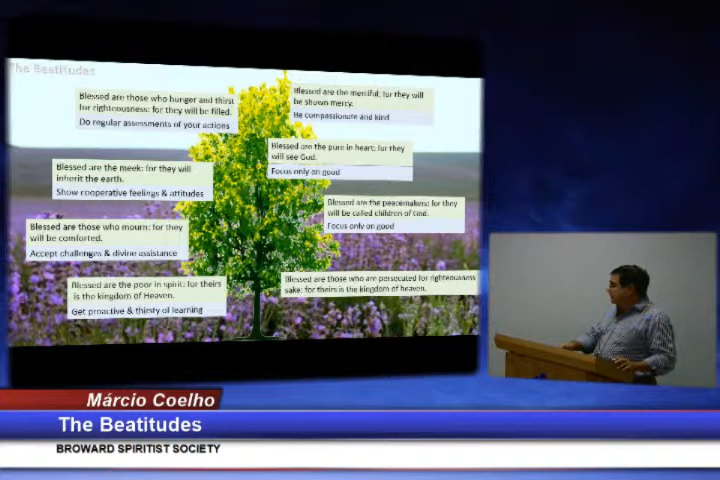 The Beatitudes
Blessed are those who hunger and thirst
for righteousness: for they will be filled.
Do regular assessments of your actions
Blessed are the merciful: for they will
be shown mercy.
Be compassionate and kind
Blessed are the pure in heart: for they
will see God.
Focus only on good
Blessed are the meek: for they will
inherit the earth.
Show cooperative feelings & attitudes
Blessed are the peacemakers: for they
will be called children of God.
Focus only on good
Blessed are those who mourn: for they
will be comforted.
Accept challenges & divine assistance
Blessed are the poor in spirit: for theirs
is the kingdom of Heaven.
Get proactive & thirsty of learning
Blessed are those who are persecuted for righteousness
sake: for theirs is the kingdom of heaven.
Márcio Coelho
The Beatitudes
BROWARD SPIRITIST SOCIETY